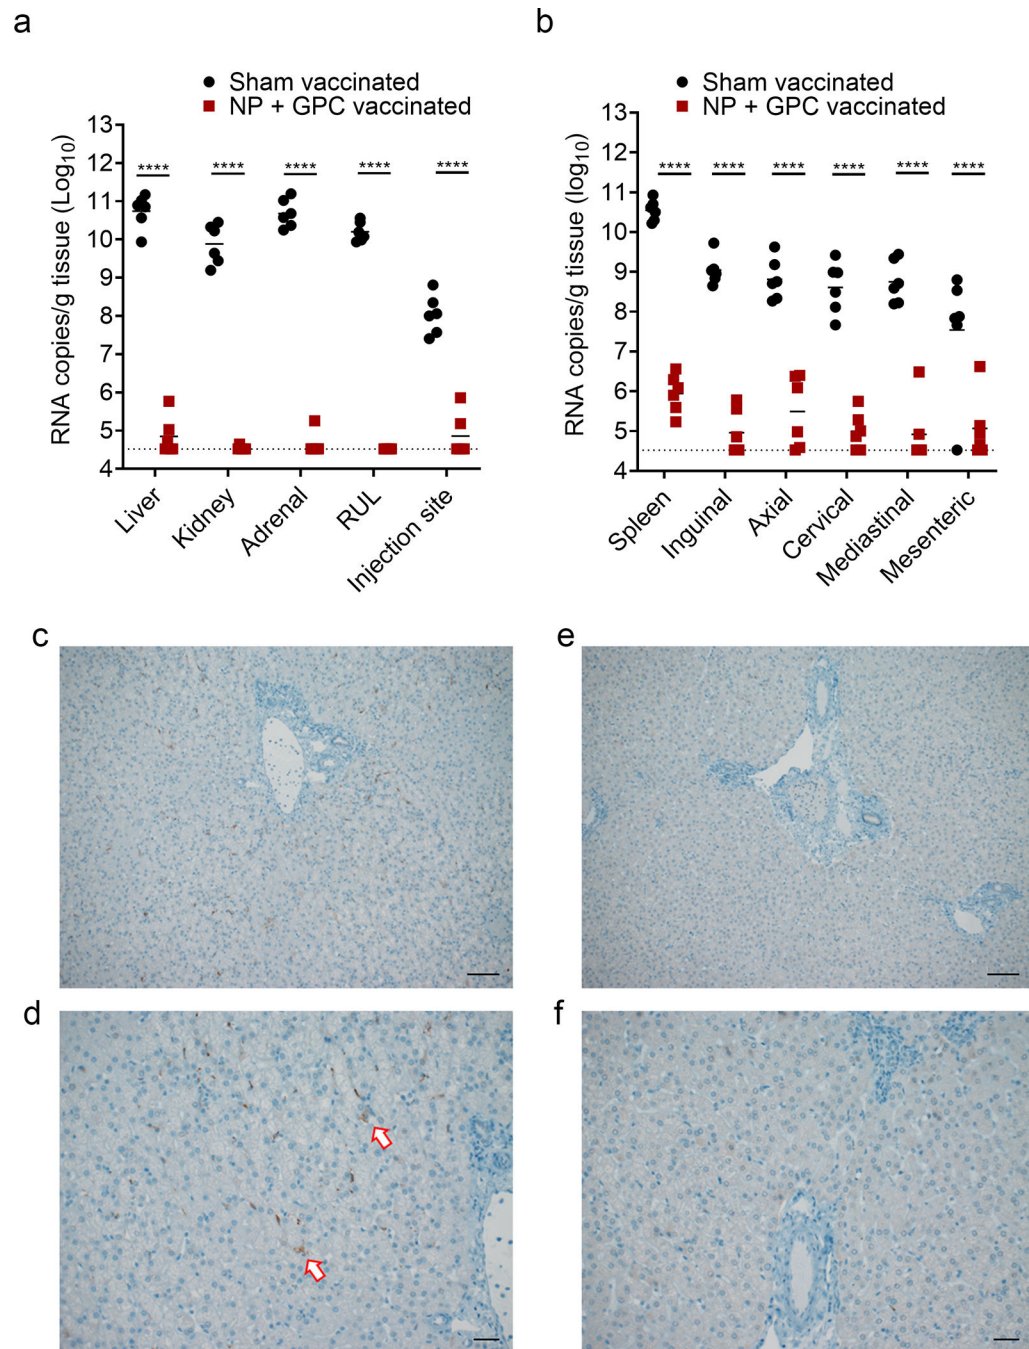 a
Sham vaccinated
NP + GPC vaccinated
RNA copies/g tissue (Log10)
13
12
11
10
9
8
7
6
5
4
****
****
****
****
****
Liver
Kidney
Adrenal
RUL
Injection site
b
Sham vaccinated
NP + GPC vaccinated
RNA copies/g tissue (log10)
13
12
11
10
9
8
7
6
5
4
****
****
****
****
****
****
Spleen
Inguinal
Axial
Cervical
Mediastinal
Mesenteric
c
e
d
f